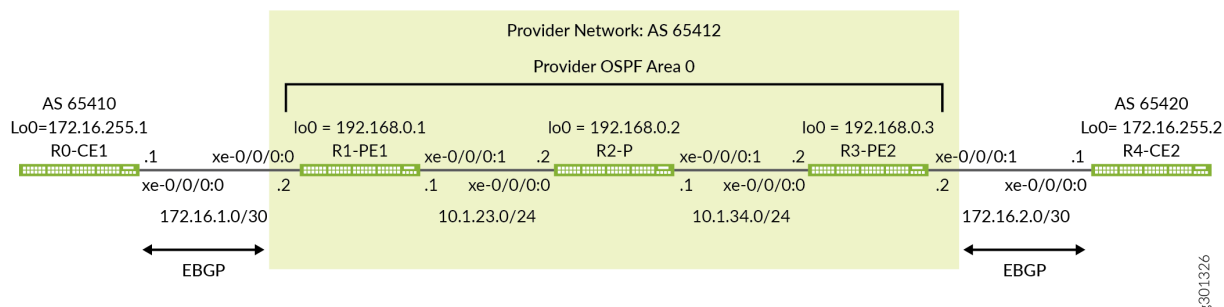 Provider Network: AS 65412
Provider OSPF Area 0
AS 65410
Lo0=172.16.255.1
R0-CE1
.1
xe-0/0/0:0
xe-0/0/0:0
.2
172.16.1.0/30
EBGP
lo0 = 192.168.0.1
R1-PE1
xe-0/0/0:1
.1
.2
xe-0/0/0:0
10.1.23.0/24
lo0 = 192.168.0.2
R2-P
xe-0/0/0:1
.1
.2
xe-0/0/0:0
10.1.34.0/24
lo0 = 192.168.0.3
R3-PE2
xe-0/0/0:1
.2
.1
xe-0/0/0:0
172.16.2.0/30
EBGP
AS 65420
Lo0= 172.16.255.2
R4-CE2